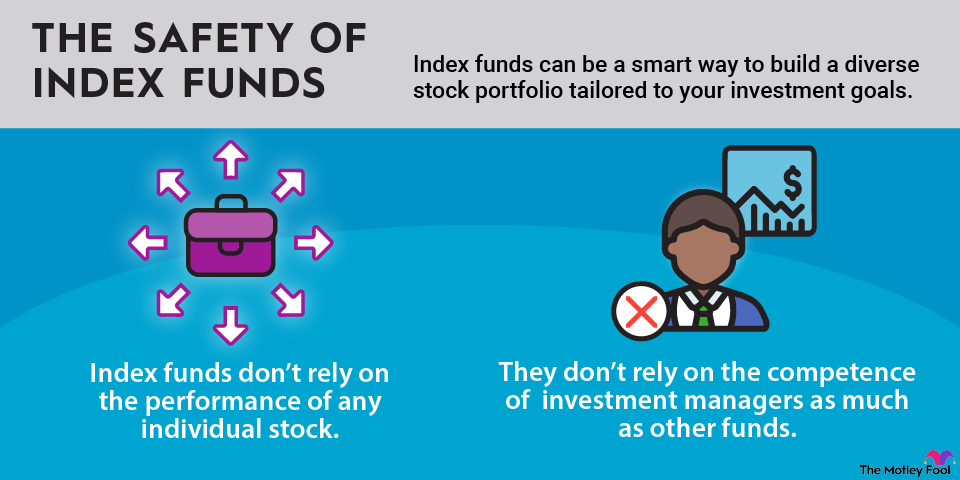 THE SAFETY OF
INDEX FUNDS
Index funds can be a smart way to build a diverse
stock portfolio tailored to your investment goals.
$
Index funds don't rely on
the performance of any
individual stock.
They don't rely on the competence
of investment managers as much
as other funds.
The Motley Fool